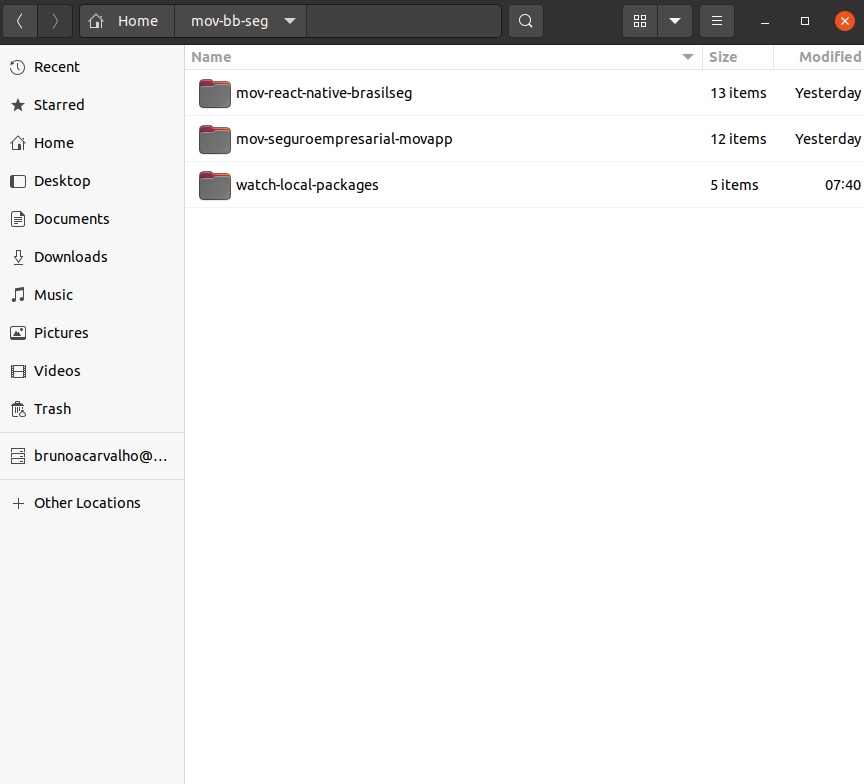 Home mov-bb-seg
Name Size Modified
Recent
Starred
Home
Desktop
Documents
Downloads
Music
Pictures
Videos
Trash
brunoacarvalho@...
Other Locations
mov-react-native-brasilseg 13 items Yesterday
mov-seguroempresarial-movapp 12 items Yesterday
watch-local-packages 5 items 07:40